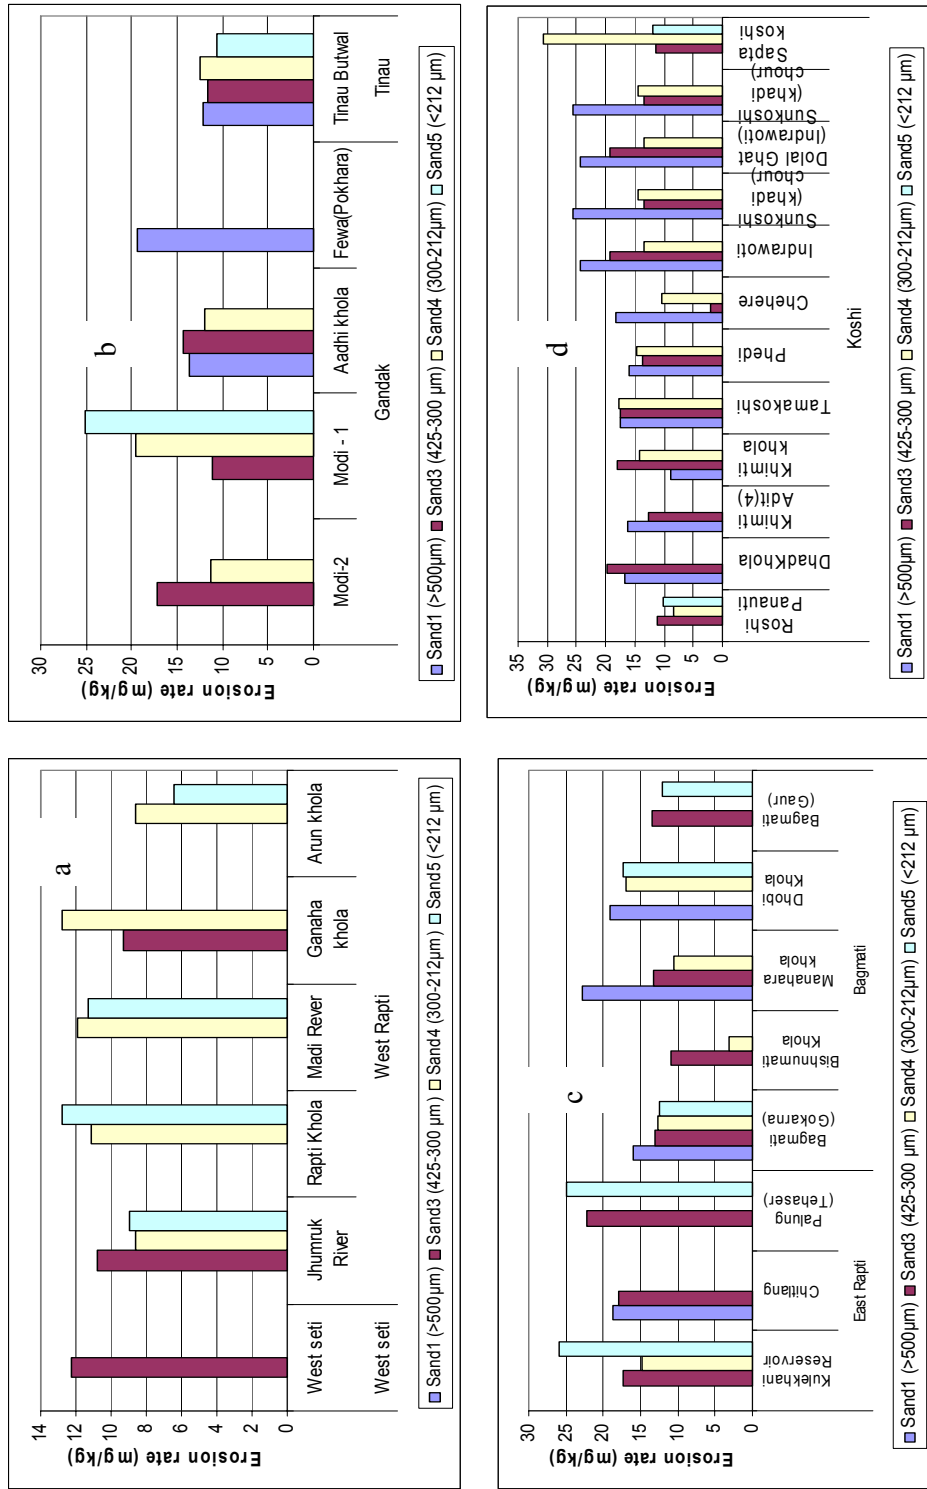 a
Erosion rate (mg/kg)
14
12
10
8
6
4
2
0
West seti
Jhumruk River
Rapti Khola
Madi Rever
Ganaha khola
Arun khola
West seti
West Rapti
Sand1 (>500µm) Sand3 (425-300 µm) Sand4 (300-212µm) Sand5 (<212 µm)
b
Erosion rate (mg/kg)
30
25
20
15
10
5
0
Modi-2
Modi - 1
Aadhi khola
Fewa(Pokhara)
Tinau Butwal
Gandak
Tinau
Sand1 (>500µm) Sand3 (425-300 µm) Sand4 (300-212µm) Sand5 (<212 µm)
c
Erosion rate (mg/kg)
30
25
20
15
10
5
0
Kulekhani Reservoir
Chitlang
Palung (Tehaser)
Bagmati (Gokarna)
Bishnumati Khola
Manahara khola
Dhobi Khola
Bagmati (Gaur)
East Rapti
Bagmati
Sand1 (>500µm) Sand3 (425-300 µm) Sand4 (300-212µm) Sand5 (<212 µm)
d
Erosion rate (mg/kg)
35
30
25
20
15
10
5
0
Roshi Panauti
DhadKhola
Khimti Adit(4)
Khimti khola
Tamakoshi
Phedi
Chehere
Indrawoti
Sunkoshi (khadi chour)
Dolal Ghat (Indrawoti)
Sunkoshi (khadi chour)
Sapta koshi
Koshi
Sand1 (>500µm) Sand3 (425-300 µm) Sand4 (300-212µm) Sand5 (<212 µm)